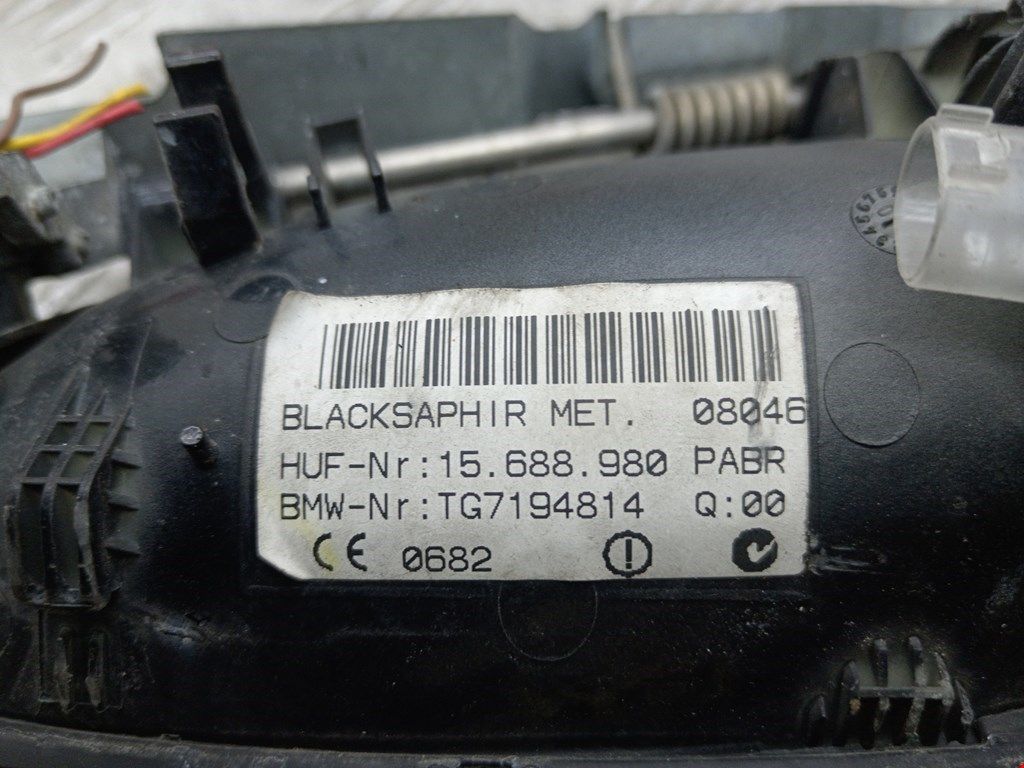 BLACKSAPHIR MET. 08046
HUF-Nr:15.688.980 PABR
BMW-Nr:TG7194814 Q:00
CE 0682